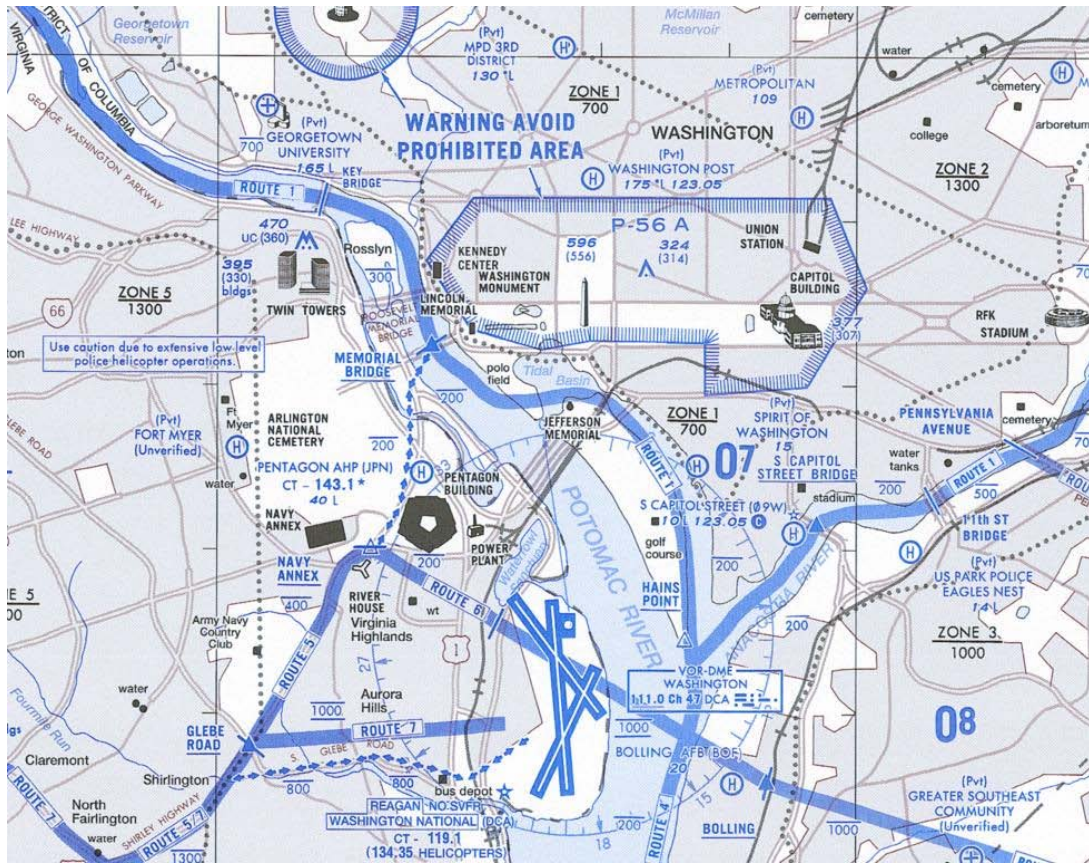 Georgetown
Reservoir
DISTRICT OF COLUMBIA
VIRGINIA
GEORGE WASHINGTON PARKWAY
(Pvt)
MPD 3RD
DISTRICT
130 *L
McMillan
Reservoir
cemetery
water
ZONE 1
700
(Pvt)
METROPOLITAN
109
cemetery
arboretum
college
WARNING AVOID
PROHIBITED AREA
WASHINGTON
(Pvt)
WASHINGTON POST
175 *L 123.05
ZONE 2
1300
700
(Pvt)
GEORGETOWN
UNIVERSITY
165 L
KEY
BRIDGE
ROUTE 1
LEE HIGHWAY
470
UC (360)
Rosslyn
300
395
(330)
bldgs
TWIN TOWERS
ZONE 5
1300
66
KENNEDY
CENTER
WASHINGTON
MONUMENT
596
(556)
P-56 A
324
(314)
UNION
STATION
CAPITOL
BUILDING
377
(307)
RFK
STADIUM
LINCOLN
MEMORIAL
ROOSEVELT
MEMORIAL
BRIDGE
Use caution due to extensive low-level
police helicopter operations.
MEMORIAL
BRIDGE
polo
field
Tidal
Basin
200
JEFFERSON
MEMORIAL
ZONE 1
700
(Pvt)
SPIRIT OF
WASHINGTON
15
PENNSYLVANIA
AVENUE
cemetery
(Pvt)
FORT MYER
(Unverified)
Ft
Myer
water
ARLINGTON
NATIONAL
CEMETERY
200
PENTAGON AHP (JPN)
CT – 143.1*
40 L
33
PENTAGON
BUILDING
ROUTE 1
07
S CAPITOL
STREET BRIDGE
water
tanks
ROUTE 1
stadium
200
500
11th ST
BRIDGE
S CAPITOL STREET (09W)
10 L 123.05 C
golf
course
POTOMAC RIVER
NAVY
ANNEX
POWER
PLANT
Waterfowl
Sanctuary
200
NAVY
ANNEX
400
HAINS
POINT
200
ANACOSTIA RIVER
200
(Pvt)
US PARK POLICE
EAGLES NEST
14 L
ZONE 3
1000
GLEBE ROAD
RIVER
HOUSE
Virginia
Highlands
wt
ROUTE 6
1
Army Navy
Country
Club
ROUTE 5
27
VOR-DME
WASHINGTON
111.0 Ch 47 DCA
Fourmile Run
water
Aurora
Hills
1000
ROUTE 7
1000
08
GLEBE
ROAD
S GLEBE ROAD
BOLLING AFB (BOF)
20
Claremont
Shirlington
800
800
bus depot
15
North
Fairlington
water
SHIRLEY HIGHWAY
ROUTE 7
ROUTE 5/7
1300
REAGAN NO SVFR
WASHINGTON NATIONAL (DCA)
CT – 119.1
(134.35 HELICOPTERS)
200
18
ROUTE 4
BOLLING
1000
(Pvt)
GREATER SOUTHEAST
COMMUNITY
(Unverified)